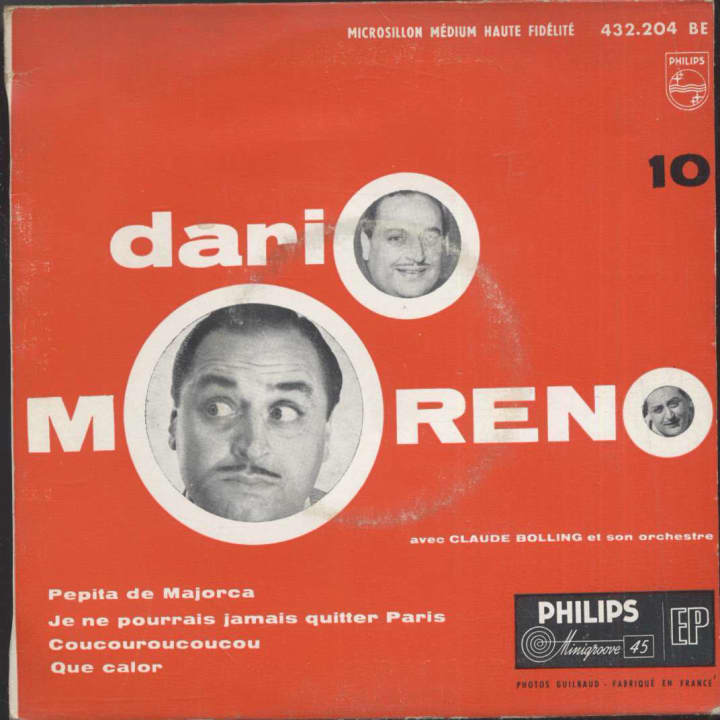 MICROSILLON MÉDIUM HAUTE FIDÉLITÉ 432.204 BE
PHILIPS
10
dario
MORENO
avec CLAUDE BOLLING et son orchestre
Pepita de Majorca
Je ne pourrais jamais quitter Paris
Coucouroucoucou
Que calor
PHILIPS
Minigroove 45
EP
PHOTOS GUILBAUD - FABRIQUÉ EN FRANCE